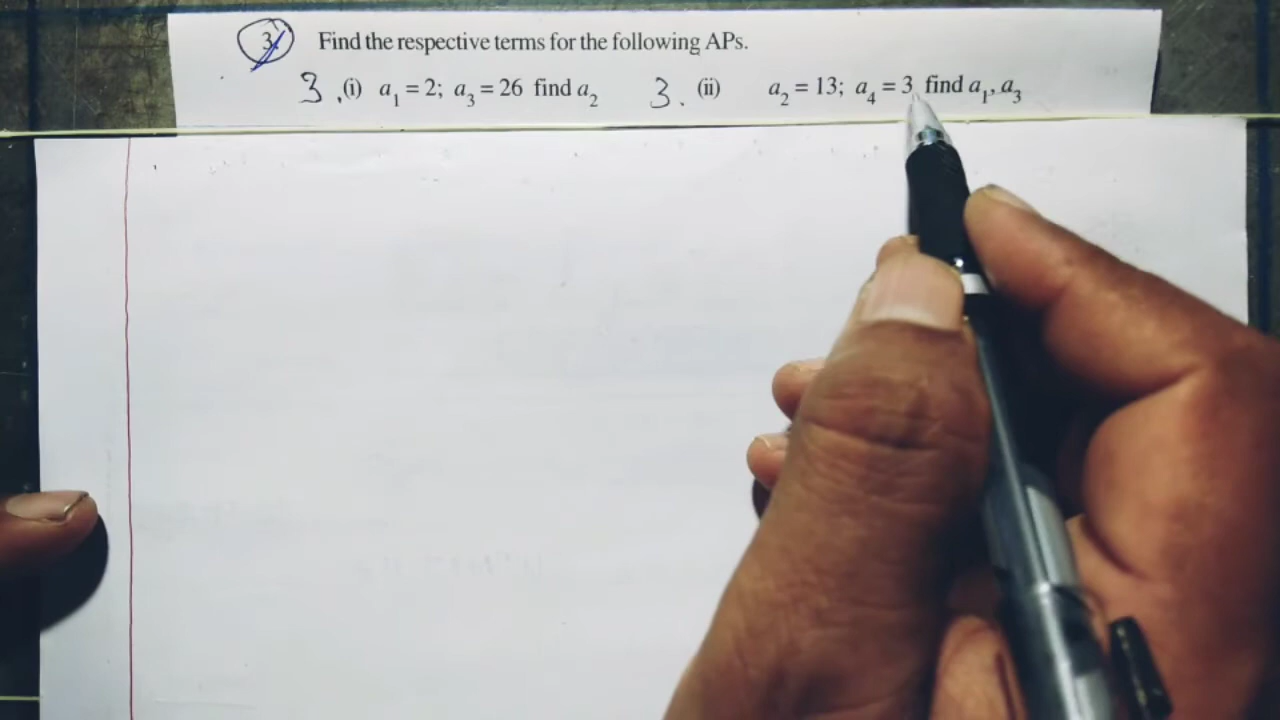 3. Find the respective terms for the following APs.
3. (i) a₁ = 2; a₃ = 26 find a₂ 3. (ii) a₂ = 13; a₄ = 3 find a₁, a₃